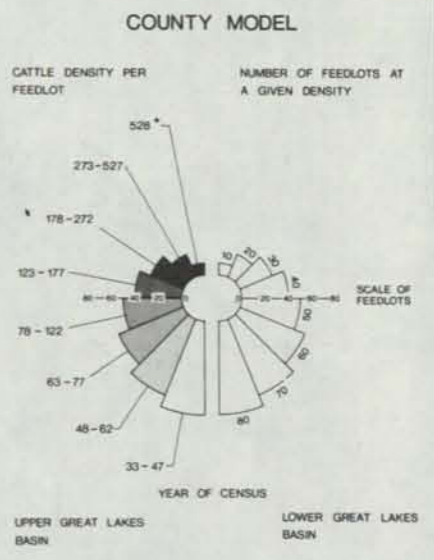 COUNTY MODEL
CATTLE DENSITY PER
FEEDLOT
NUMBER OF FEEDLOTS AT
A GIVEN DENSITY
528 *
273-527
178-272
123-177
78-122
63-77
48-62
33-47
80 60 40 20 0
0 20 40 60 80
SCALE OF
FEEDLOTS
10
20
30
40
50
60
70
80
YEAR OF CENSUS
UPPER GREAT LAKES
BASIN
LOWER GREAT LAKES
BASIN